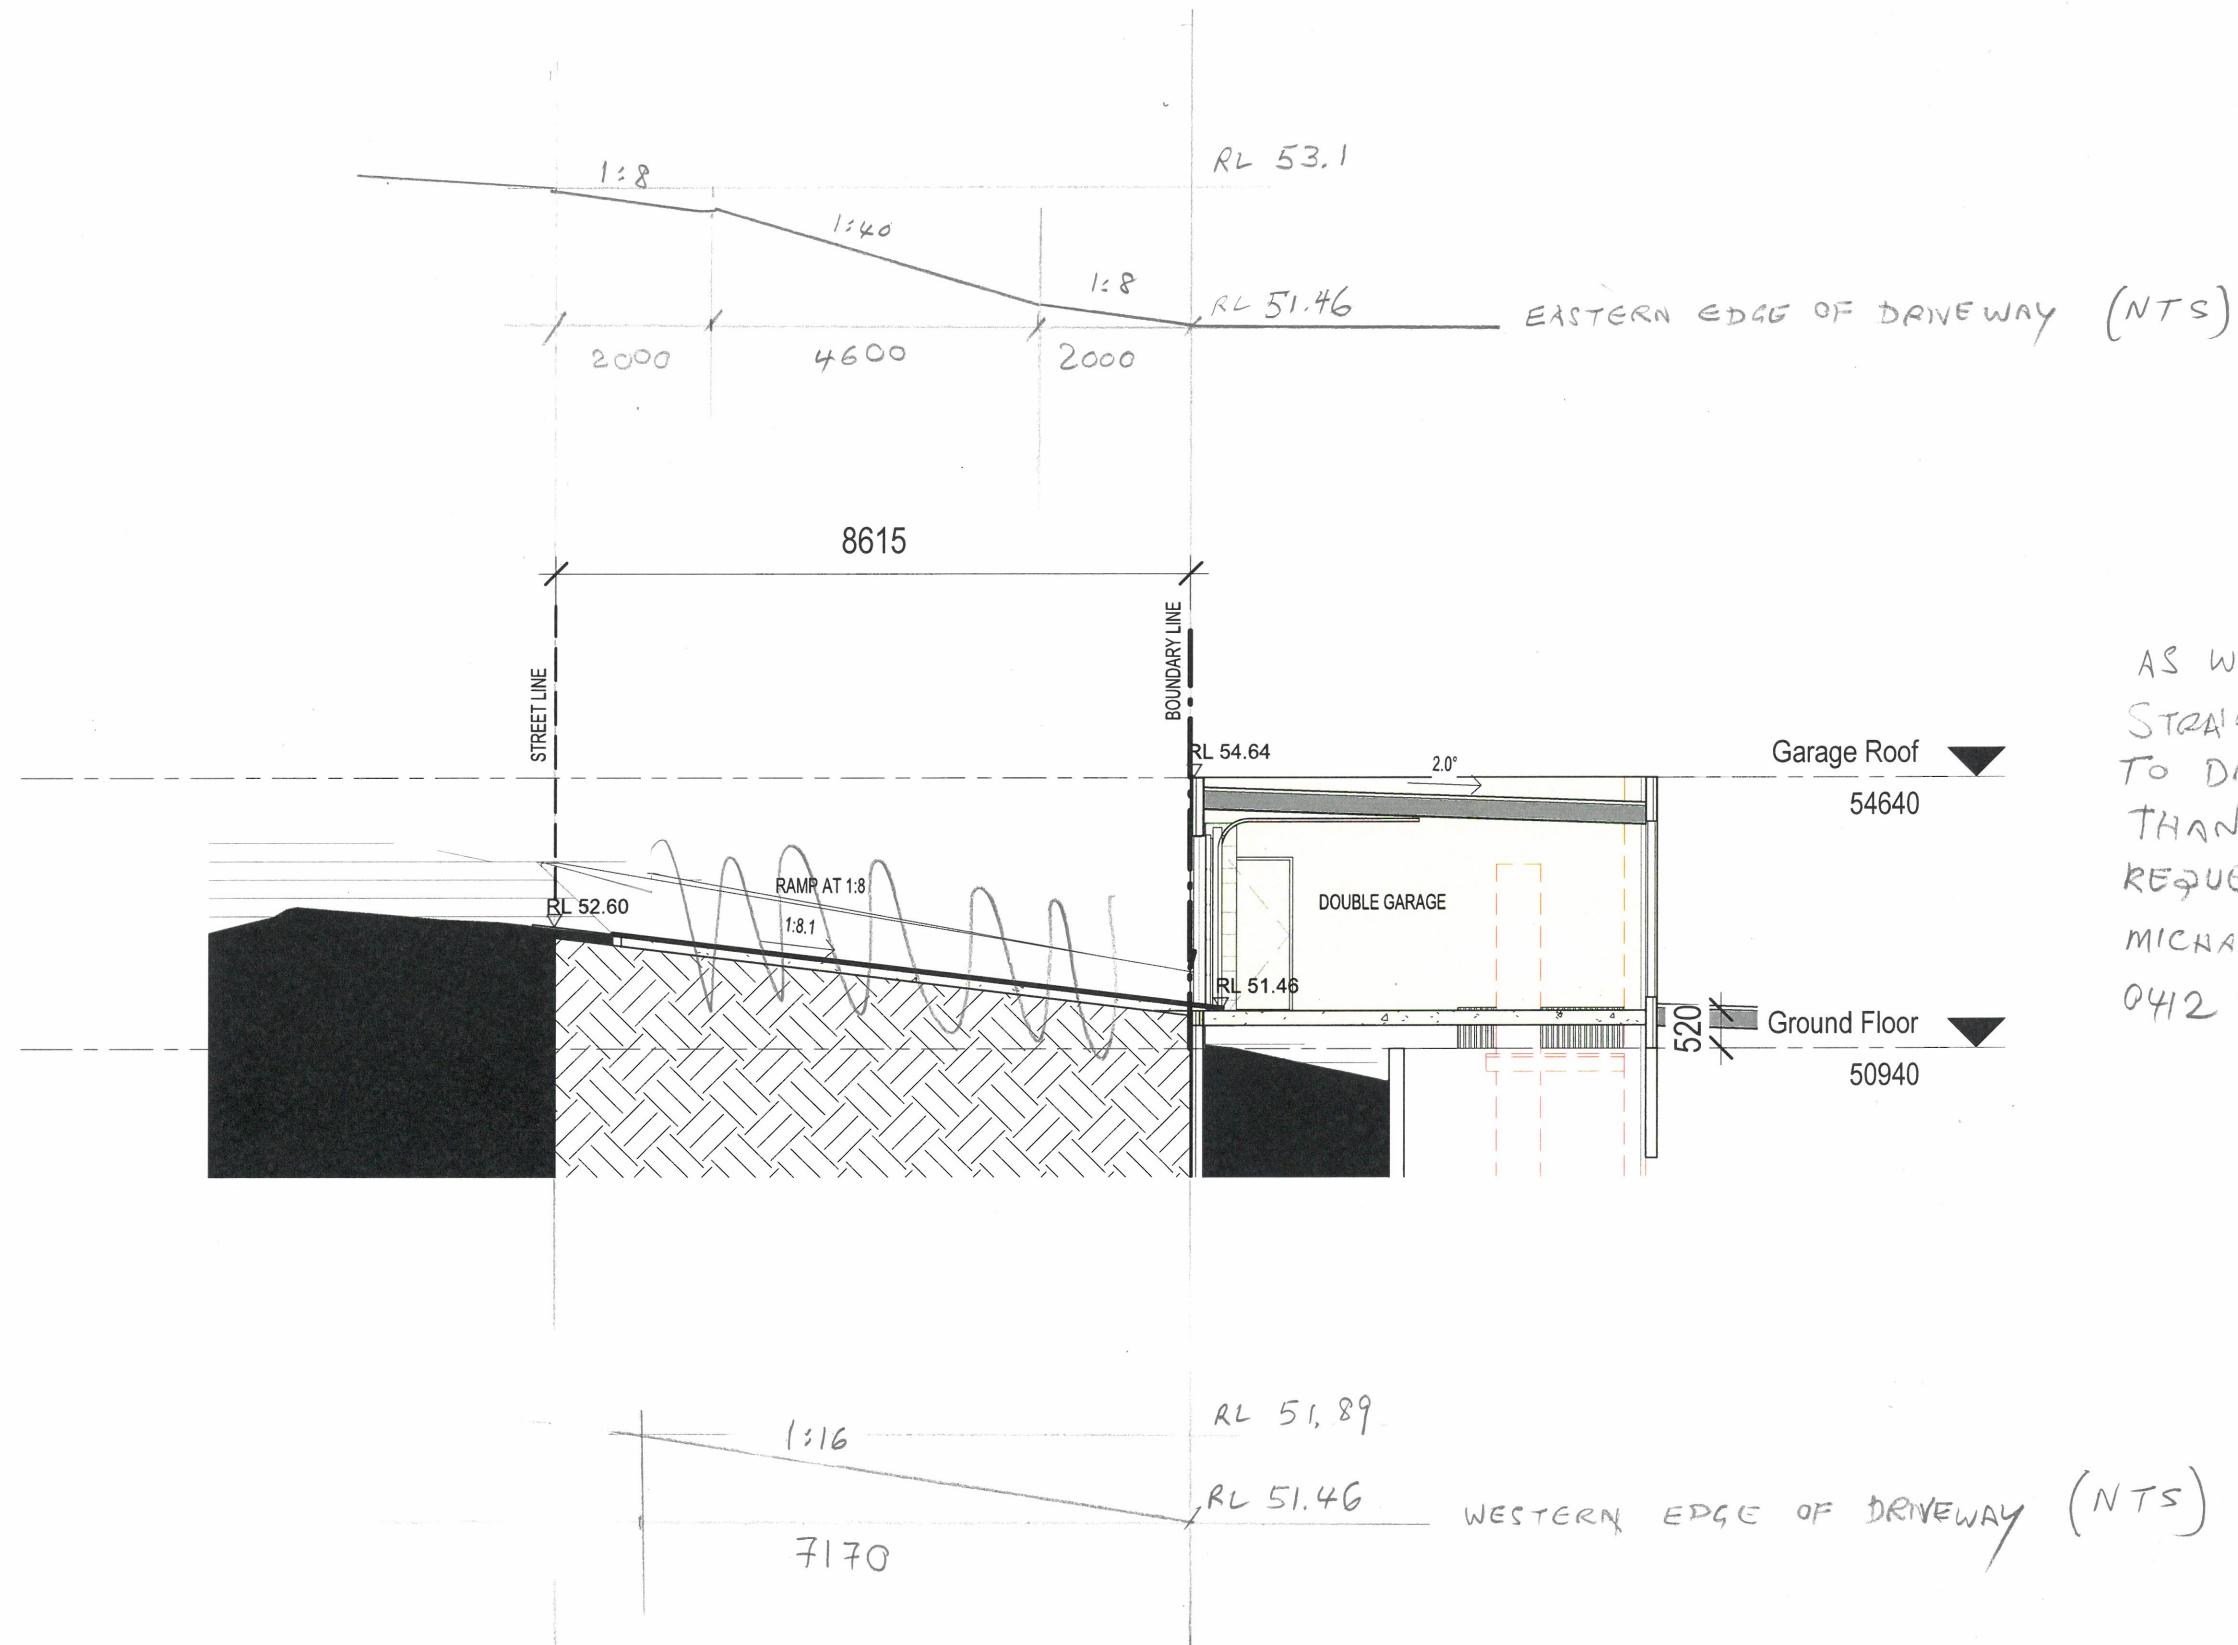 RL 53.1
1:8
1:40
1:8
RL 51.46
EASTERN EDGE OF DRIVEWAY (NTS)
2000
4600
2000
8615
STREET LINE
BOUNDARY LINE
AS W
RL 54.64
2.0°
Garage Roof
54640
TO
THAN
RAMP AT 1:8
RL 52.60
1:8.1
DOUBLE GARAGE
REQUE
MICHA
RL 51.46
0412
520
Ground Floor
50940
RL 51.89
1:16
RL 51.46
WESTERN EDGE OF DRIVEWAY (NTS)
7170